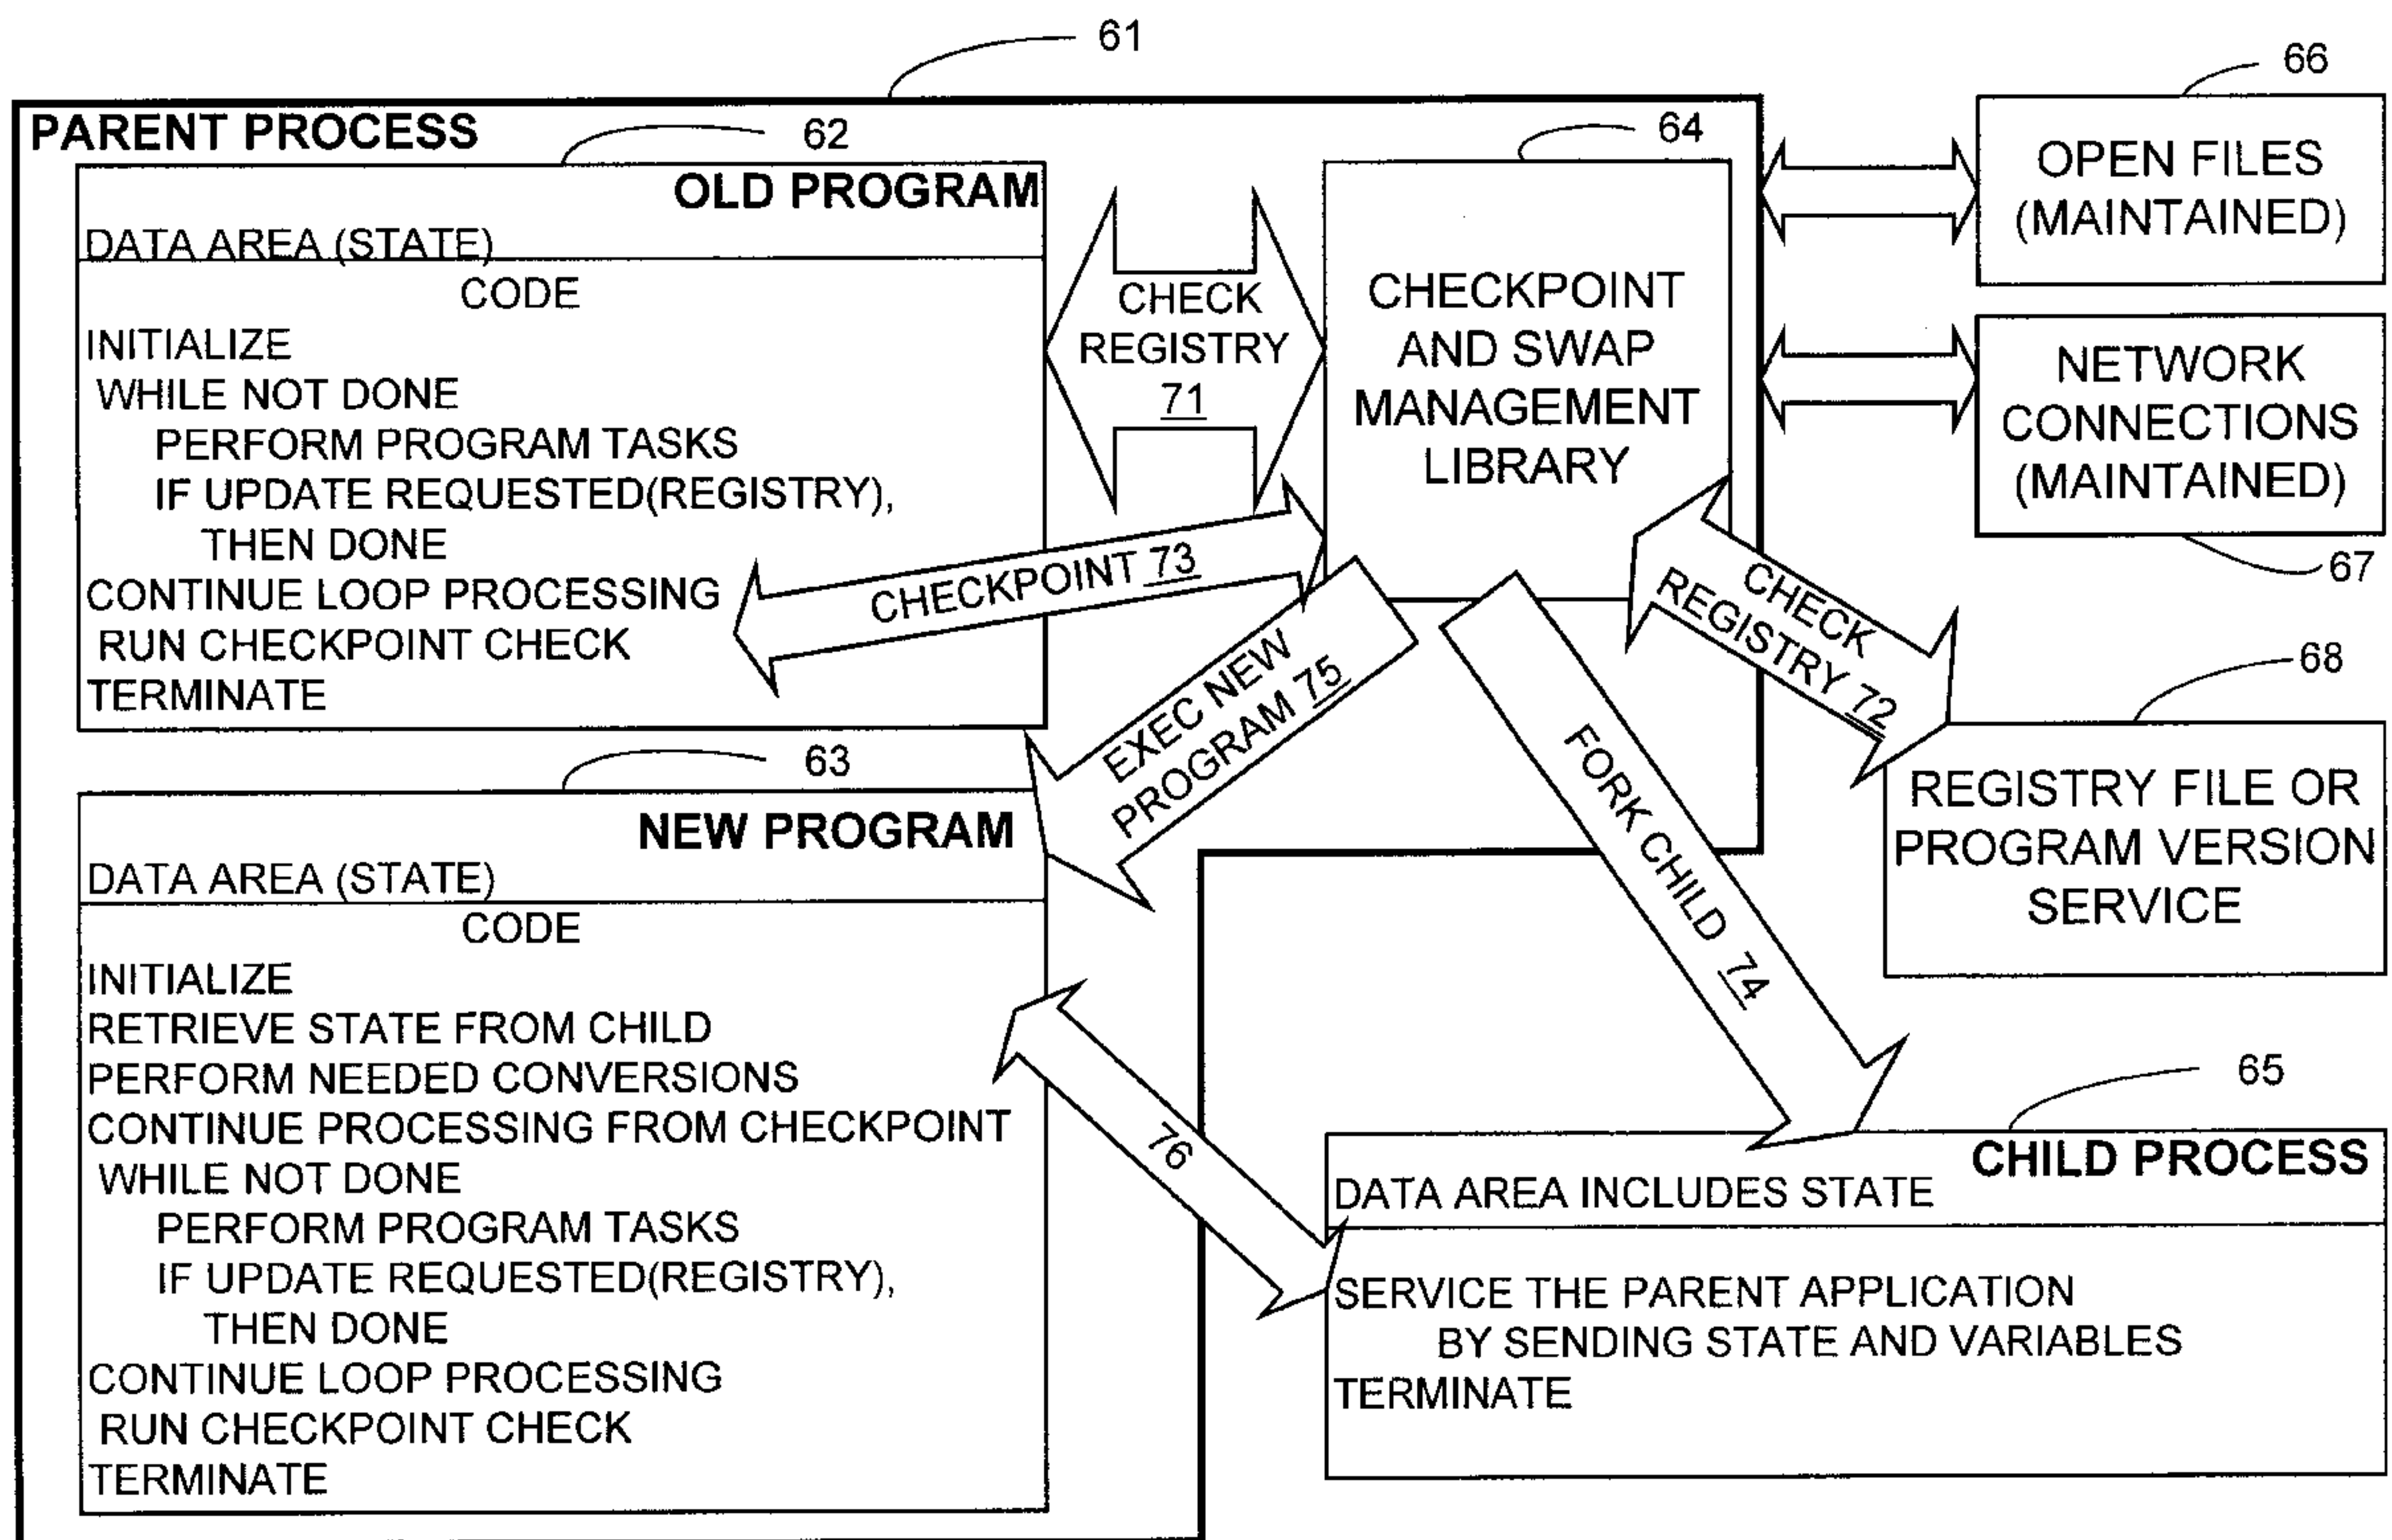 61
66
PARENT PROCESS
62
64
OLD PROGRAM
DATA AREA (STATE)
CODE
INITIALIZE
WHILE NOT DONE
PERFORM PROGRAM TASKS
IF UPDATE REQUESTED(REGISTRY),
THEN DONE
CONTINUE LOOP PROCESSING
RUN CHECKPOINT CHECK
TERMINATE
CHECK
REGISTRY
71
CHECKPOINT
AND SWAP
MANAGEMENT
LIBRARY
OPEN FILES
(MAINTAINED)
NETWORK
CONNECTIONS
(MAINTAINED)
67
CHECKPOINT 73
EXEC NEW
PROGRAM 75
FORK CHILD 74
CHECK
REGISTRY 72
68
REGISTRY FILE OR
PROGRAM VERSION
SERVICE
63
NEW PROGRAM
DATA AREA (STATE)
CODE
INITIALIZE
RETRIEVE STATE FROM CHILD
PERFORM NEEDED CONVERSIONS
CONTINUE PROCESSING FROM CHECKPOINT
WHILE NOT DONE
PERFORM PROGRAM TASKS
IF UPDATE REQUESTED(REGISTRY),
THEN DONE
CONTINUE LOOP PROCESSING
RUN CHECKPOINT CHECK
TERMINATE
76
65
CHILD PROCESS
DATA AREA INCLUDES STATE
SERVICE THE PARENT APPLICATION
BY SENDING STATE AND VARIABLES
TERMINATE